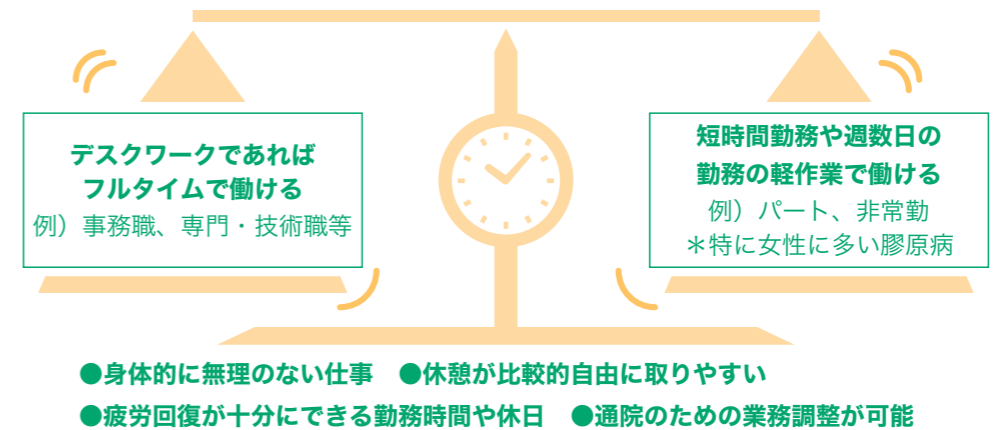 デスクワークであれば
フルタイムで働ける
例）事務職、専門・技術職等
短時間勤務や週数日の
勤務の軽作業で働ける
例）パート、非常勤
＊特に女性に多い膠原病
●身体的に無理のない仕事　●休憩が比較的自由に取りやすい
●疲労回復が十分にできる勤務時間や休日　●通院のための業務調整が可能